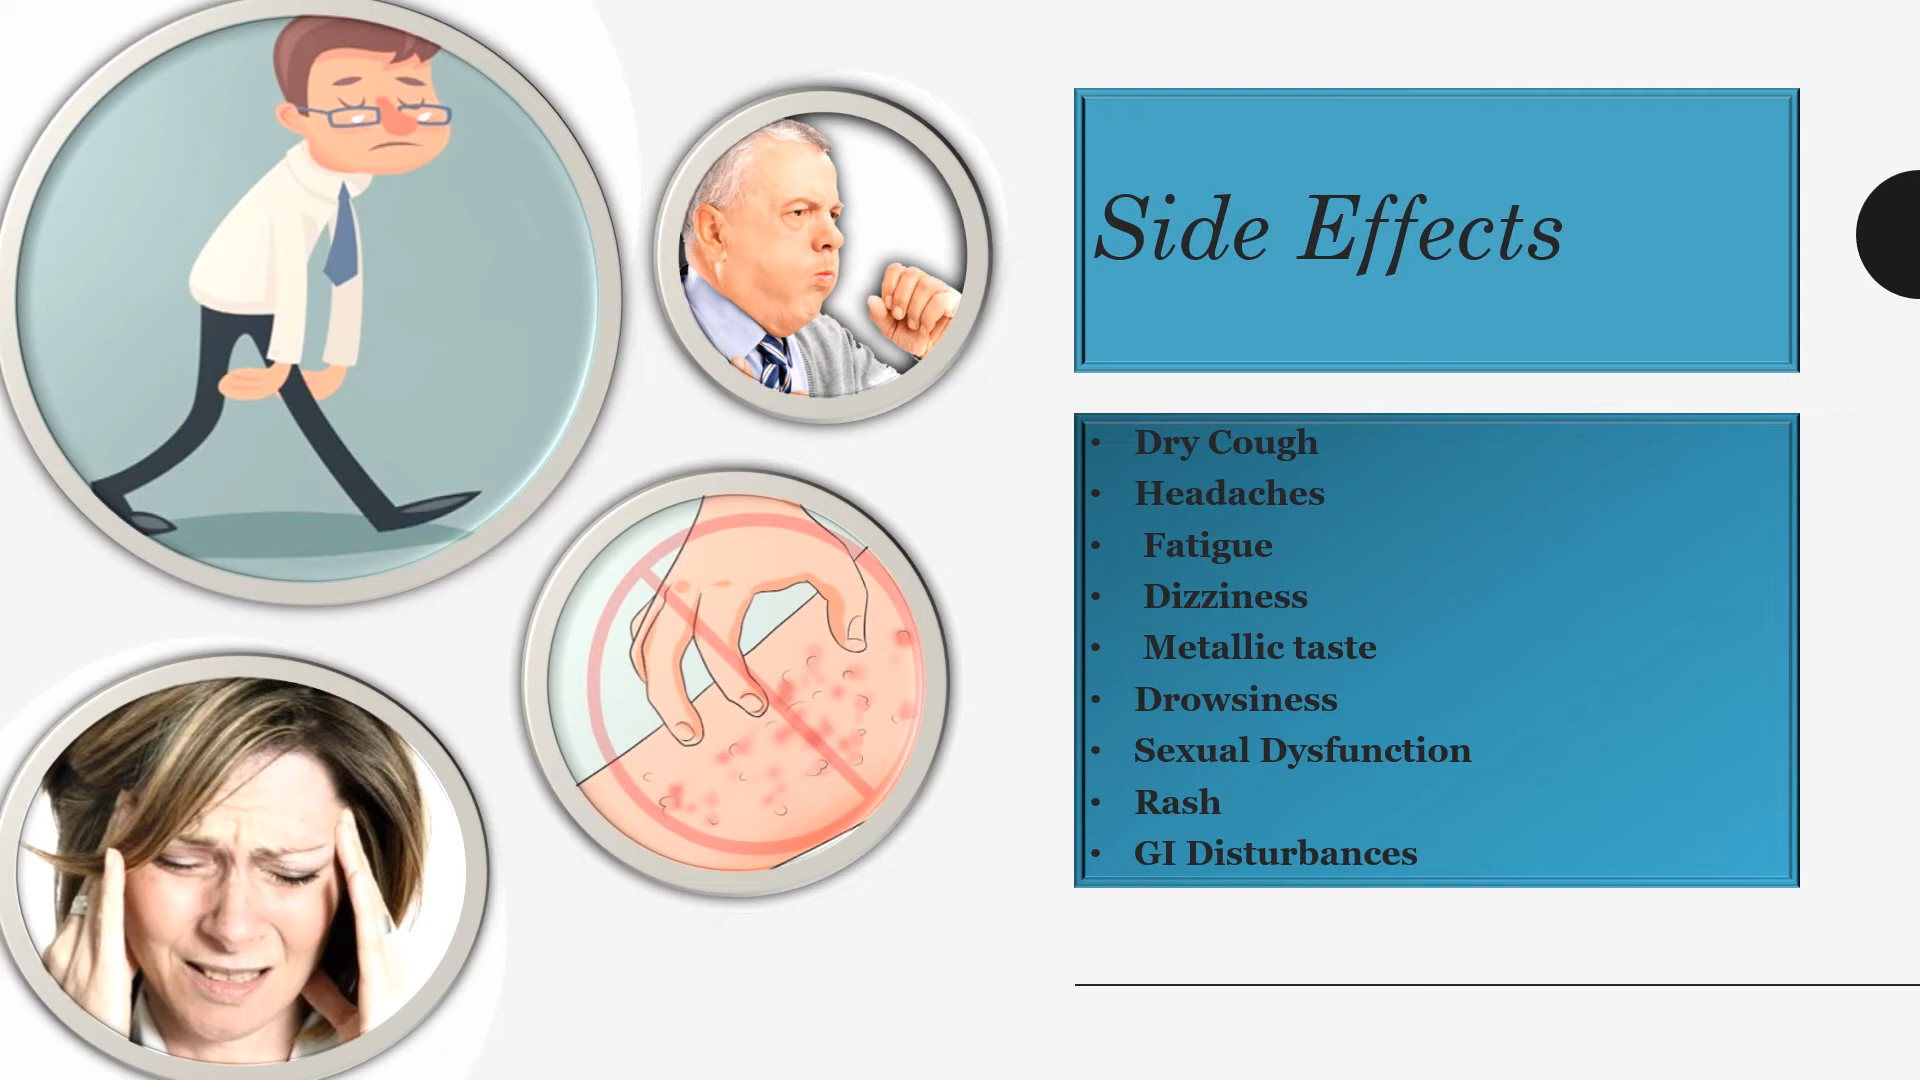 Side Effects
• Dry Cough
• Headaches
• Fatigue
• Dizziness
• Metallic taste
• Drowsiness
• Sexual Dysfunction
• Rash
• GI Disturbances